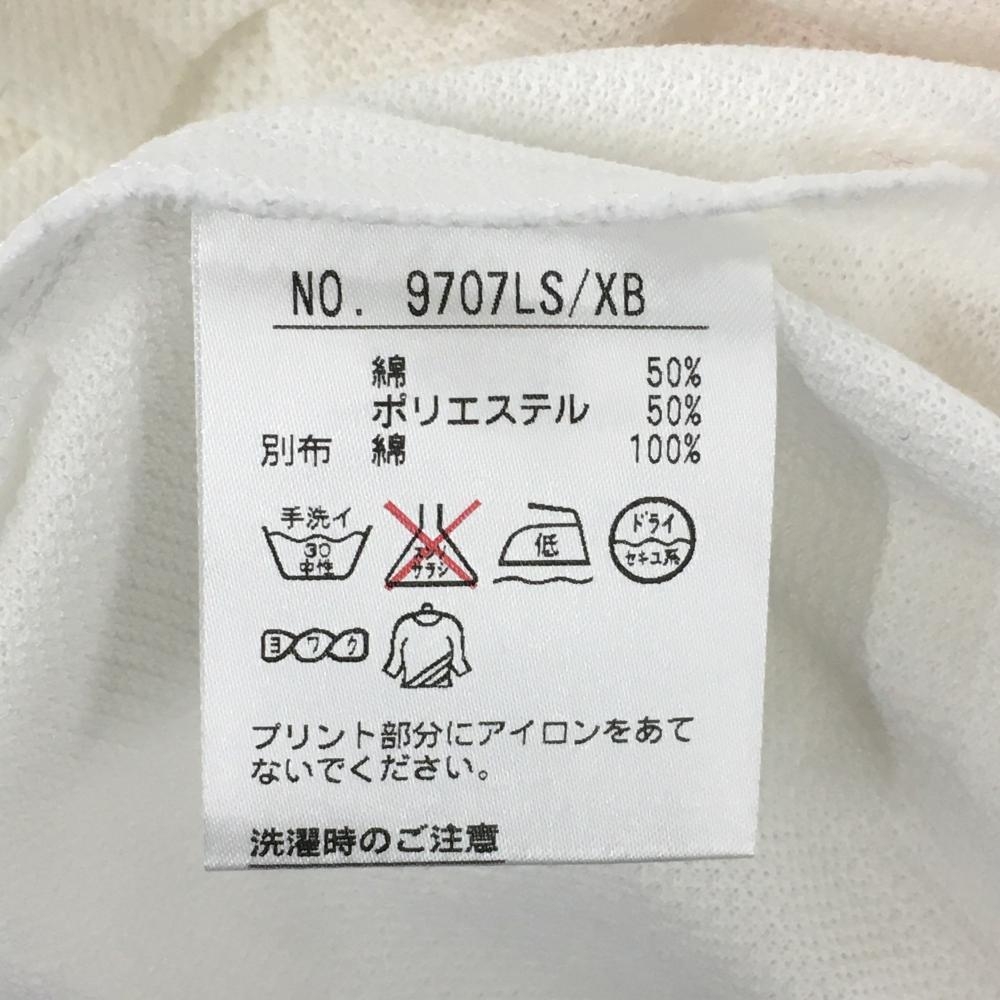 NO. 9707LS/XB
綿 50%
ポリエステル 50%
別布 綿 100%
手洗イ
30
中性
エンソ
サラシ
低
ドライ
セキユ系
ヨワク
プリント部分にアイロンをあて
ないでください。
洗濯時のご注意